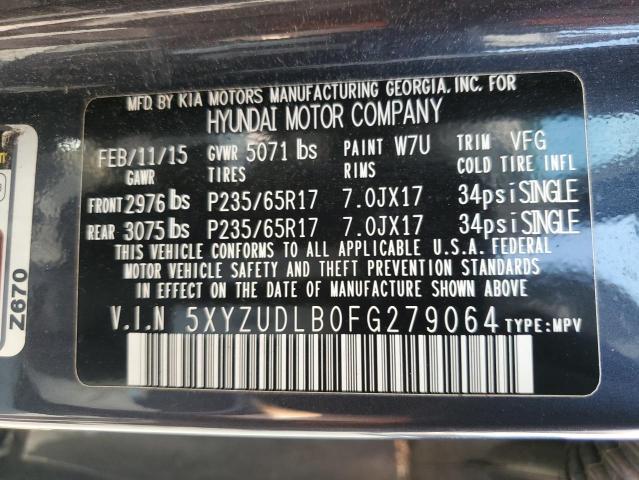 MFD. BY KIA MOTORS MANUFACTURING GEORGIA, INC. FOR
HYUNDAI MOTOR COMPANY
FEB/11/15 GVWR 5071 lbs PAINT W7U TRIM VFG
GAWR TIRES RIMS COLD TIRE INFL
FRONT 2976 lbs P235/65R17 7.0JX17 34psi SINGLE
REAR 3075 lbs P235/65R17 7.0JX17 34psi SINGLE
THIS VEHICLE CONFORMS TO ALL APPLICABLE U.S.A. FEDERAL
MOTOR VEHICLE SAFETY AND THEFT PREVENTION STANDARDS
IN EFFECT ON THE DATE OF MANUFACTURE SHOWN ABOVE.
V.I.N 5XYZUDLB0FG279064 TYPE:MPV
Z670